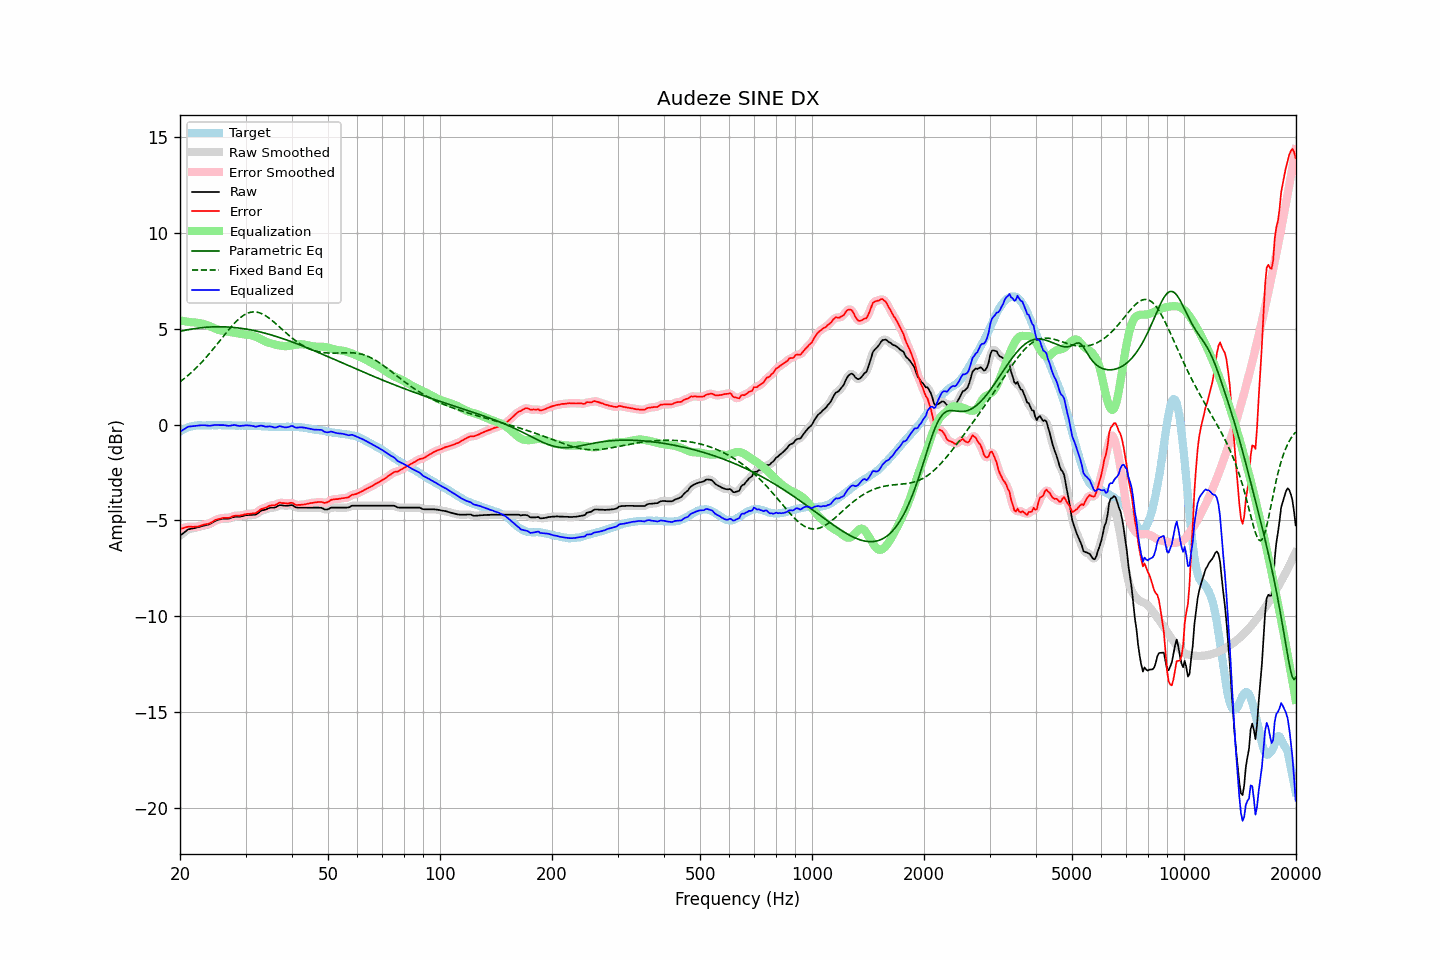 Audeze SINE DX
Target
Raw Smoothed
Error Smoothed
Raw
Error
Equalization
Parametric Eq
Fixed Band Eq
Equalized
15
10
5
0
−5
−10
−15
−20
Amplitude (dBr)
20 50 100 200 500 1000 2000 5000 10000 20000
Frequency (Hz)